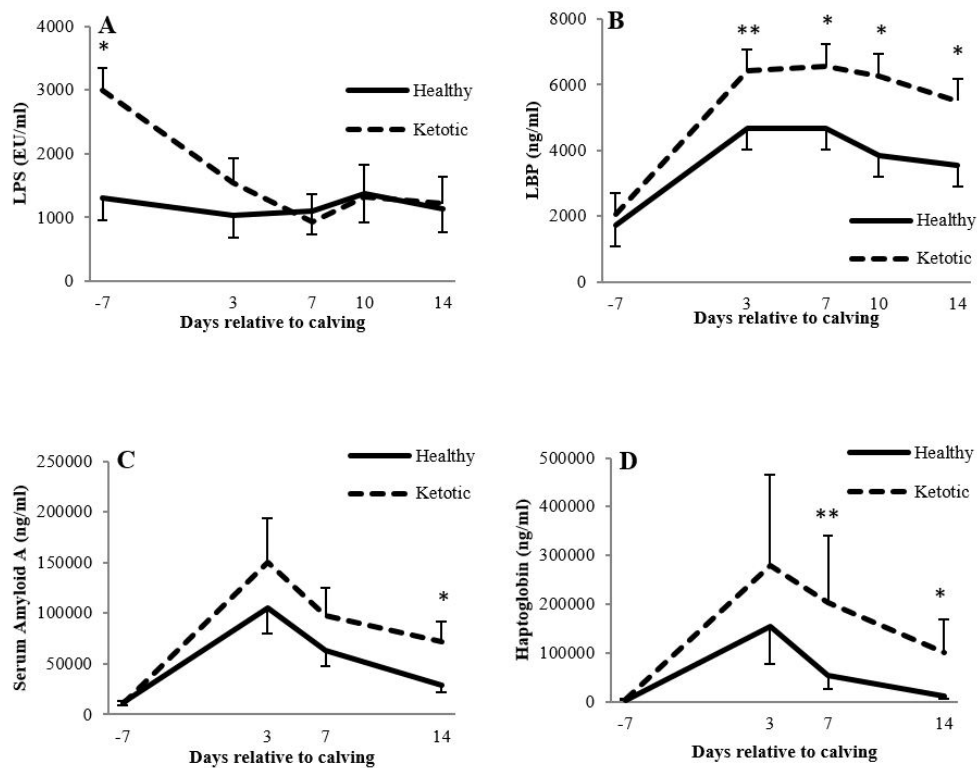 A
4000
*
3000
2000
1000
0
LPS (EU/ml)
Healthy
Ketotic
-7 3 7 10 14
Days relative to calving
B
8000
6000
4000
2000
0
LBP (ng/ml)
** * * *
Healthy
Ketotic
-7 3 7 10 14
Days relative to calving
C
250000
200000
150000
100000
50000
0
Serum Amyloid A (ng/ml)
Healthy
Ketotic
*
-7 3 7 14
Days relative to calving
D
500000
400000
300000
200000
100000
0
Haptoglobin (ng/ml)
Healthy
Ketotic
** *
-7 3 7 14
Days relative to calving